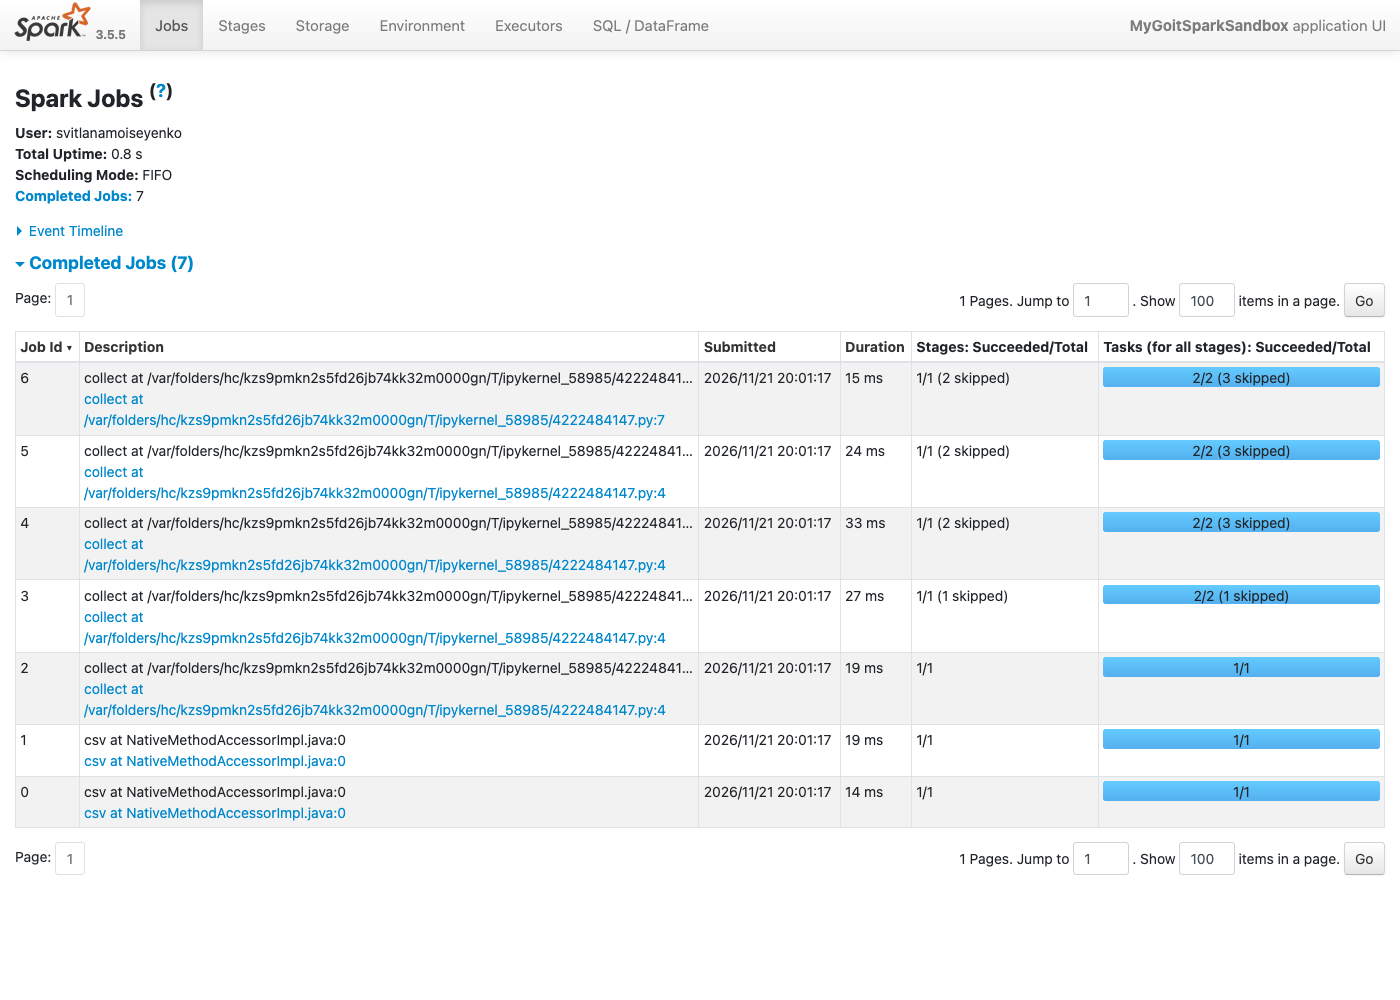 APACHE
Spark 3.5.5 Jobs Stages Storage Environment Executors SQL / DataFrame MyGoitSparkSandbox application UI
Spark Jobs (?)
User: svitlanamoiseyenko
Total Uptime: 0.8 s
Scheduling Mode: FIFO
Completed Jobs: 7
Event Timeline
Completed Jobs (7)
Page: 1 1 Pages. Jump to 1 . Show 100 items in a page. Go
Job Id ▾ Description Submitted Duration Stages: Succeeded/Total Tasks (for all stages): Succeeded/Total
6 collect at /var/folders/hc/kzs9pmkn2s5fd26jb74kk32m0000gn/T/ipykernel_58985/42224841... 2026/11/21 20:01:17 15 ms 1/1 (2 skipped) 2/2 (3 skipped)
collect at
/var/folders/hc/kzs9pmkn2s5fd26jb74kk32m0000gn/T/ipykernel_58985/4222484147.py:7
5 collect at /var/folders/hc/kzs9pmkn2s5fd26jb74kk32m0000gn/T/ipykernel_58985/42224841... 2026/11/21 20:01:17 24 ms 1/1 (2 skipped) 2/2 (3 skipped)
collect at
/var/folders/hc/kzs9pmkn2s5fd26jb74kk32m0000gn/T/ipykernel_58985/4222484147.py:4
4 collect at /var/folders/hc/kzs9pmkn2s5fd26jb74kk32m0000gn/T/ipykernel_58985/42224841... 2026/11/21 20:01:17 33 ms 1/1 (2 skipped) 2/2 (3 skipped)
collect at
/var/folders/hc/kzs9pmkn2s5fd26jb74kk32m0000gn/T/ipykernel_58985/4222484147.py:4
3 collect at /var/folders/hc/kzs9pmkn2s5fd26jb74kk32m0000gn/T/ipykernel_58985/42224841... 2026/11/21 20:01:17 27 ms 1/1 (1 skipped) 2/2 (1 skipped)
collect at
/var/folders/hc/kzs9pmkn2s5fd26jb74kk32m0000gn/T/ipykernel_58985/4222484147.py:4
2 collect at /var/folders/hc/kzs9pmkn2s5fd26jb74kk32m0000gn/T/ipykernel_58985/42224841... 2026/11/21 20:01:17 19 ms 1/1 1/1
collect at
/var/folders/hc/kzs9pmkn2s5fd26jb74kk32m0000gn/T/ipykernel_58985/4222484147.py:4
1 csv at NativeMethodAccessorImpl.java:0 2026/11/21 20:01:17 19 ms 1/1 1/1
csv at NativeMethodAccessorImpl.java:0
0 csv at NativeMethodAccessorImpl.java:0 2026/11/21 20:01:17 14 ms 1/1 1/1
csv at NativeMethodAccessorImpl.java:0
Page: 1 1 Pages. Jump to 1 . Show 100 items in a page. Go